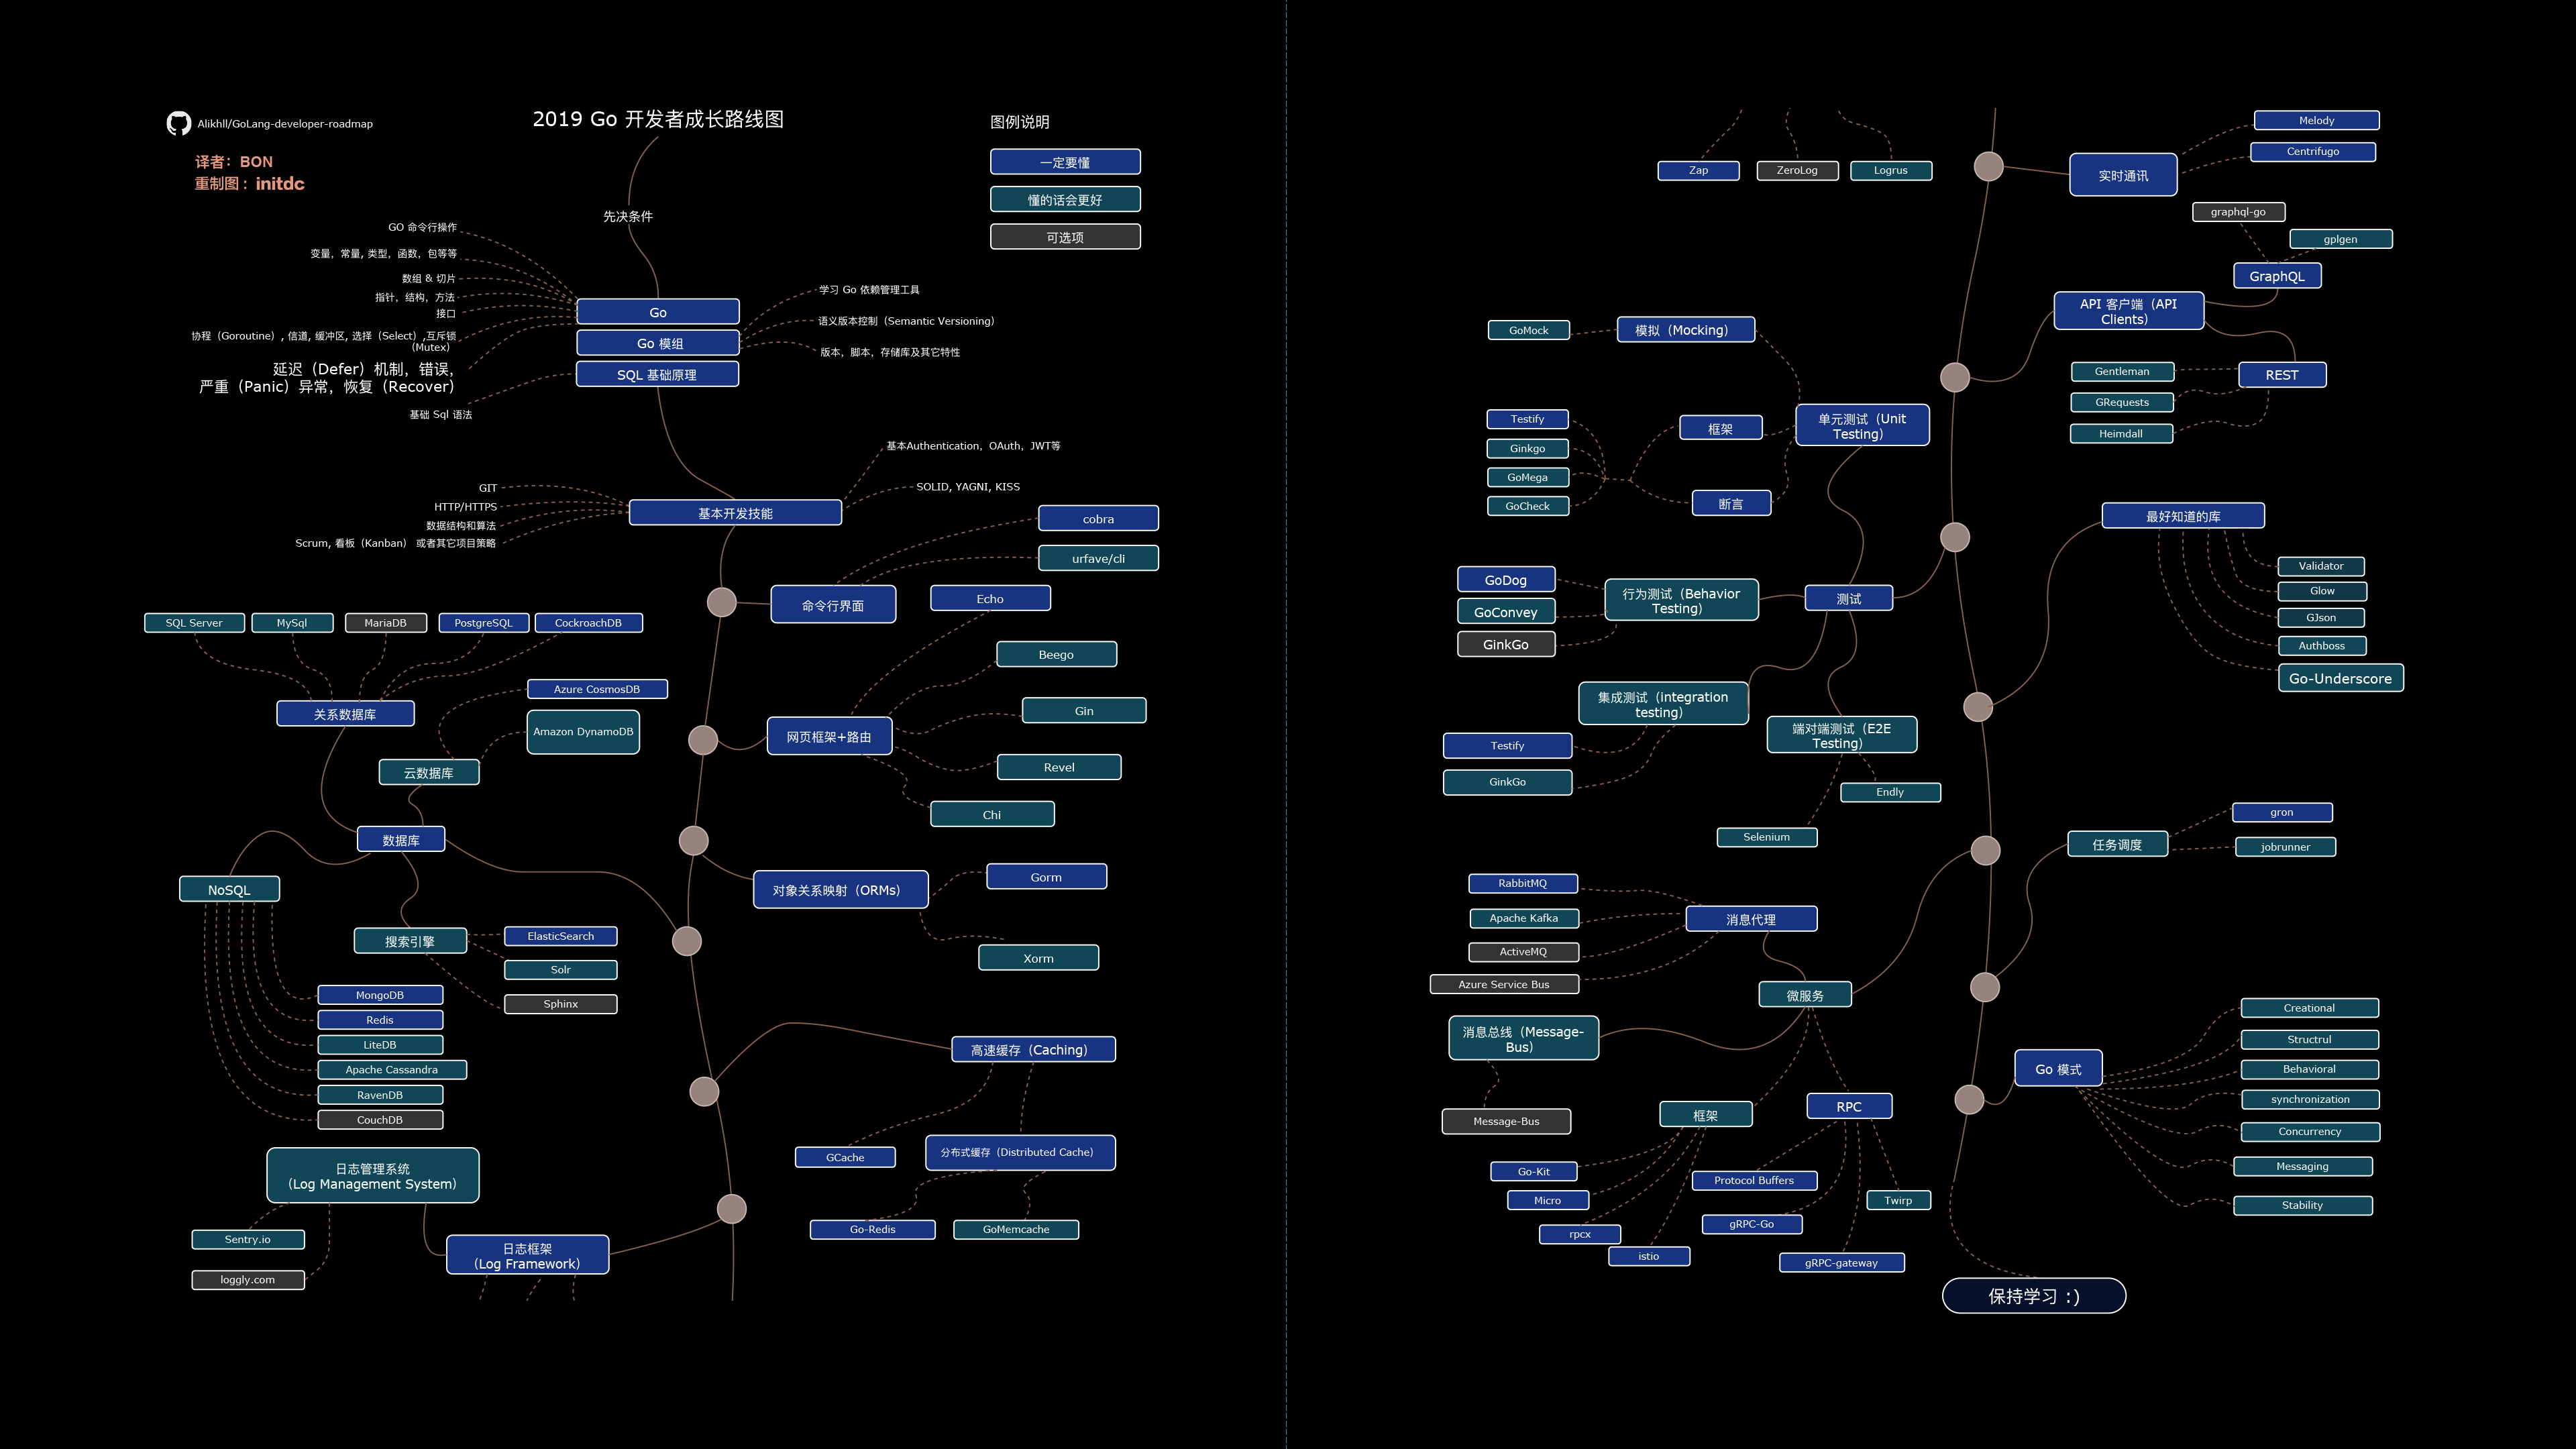 Alikhll/GoLang-developer-roadmap
译者：BON
重制图：initdc
2019 Go 开发者成长路线图
图例说明
一定要懂
懂的话会更好
可选项
先决条件
GO 命令行操作
变量，常量, 类型，函数，包等等
数组 & 切片
指针，结构，方法
接口
协程（Goroutine）, 信道, 缓冲区, 选择（Select）,互斥锁
（Mutex）
延迟（Defer）机制，错误，
严重（Panic）异常，恢复（Recover）
基础 Sql 语法
Go
Go 模组
SQL 基础原理
学习 Go 依赖管理工具
语义版本控制（Semantic Versioning）
版本，脚本，存储库及其它特性
基本Authentication，OAuth，JWT等
SOLID, YAGNI, KISS
GIT
HTTP/HTTPS
数据结构和算法
Scrum, 看板（Kanban） 或者其它项目策略
基本开发技能
cobra
urfave/cli
命令行界面
Echo
Beego
Gin
Revel
Chi
网页框架+路由
SQL Server
MySql
MariaDB
PostgreSQL
CockroachDB
关系数据库
Azure CosmosDB
Amazon DynamoDB
云数据库
数据库
对象关系映射（ORMs）
Gorm
Xorm
NoSQL
搜索引擎
ElasticSearch
Solr
Sphinx
MongoDB
Redis
LiteDB
Apache Cassandra
RavenDB
CouchDB
高速缓存（Caching）
GCache
分布式缓存（Distributed Cache）
Go-Redis
GoMemcache
日志管理系统
（Log Management System）
Sentry.io
loggly.com
日志框架
（Log Framework）
Zap
ZeroLog
Logrus
Melody
Centrifugo
实时通讯
graphql-go
gplgen
GraphQL
API 客户端（API
Clients）
REST
Gentleman
GRequests
Heimdall
GoMock
模拟（Mocking）
单元测试（Unit
Testing）
框架
断言
Testify
Ginkgo
GoMega
GoCheck
最好知道的库
Validator
Glow
GJson
Authboss
Go-Underscore
GoDog
GoConvey
GinkGo
行为测试（Behavior
Testing）
测试
集成测试（integration
testing）
Testify
GinkGo
端对端测试（E2E
Testing）
Endly
Selenium
gron
jobrunner
任务调度
RabbitMQ
Apache Kafka
ActiveMQ
Azure Service Bus
消息代理
微服务
消息总线（Message-
Bus）
Message-Bus
框架
RPC
Go-Kit
Micro
rpcx
istio
Protocol Buffers
gRPC-Go
gRPC-gateway
Twirp
Go 模式
Creational
Structrul
Behavioral
synchronization
Concurrency
Messaging
Stability
保持学习 :)